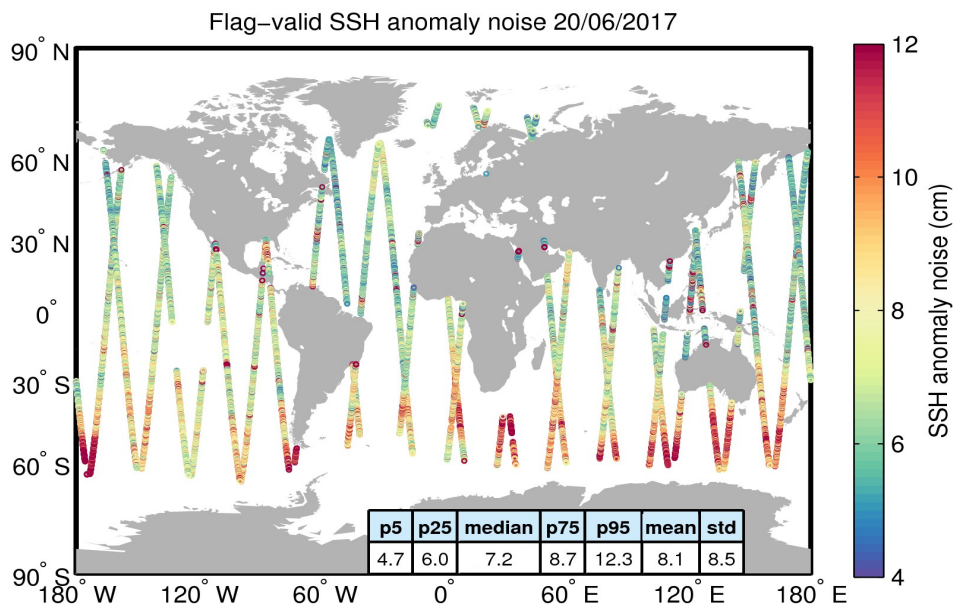 Flag−valid SSH anomaly noise 20/06/2017
90° N
60° N
30° N
0°
30° S
60° S
90° S
180° W
120° W
60° W
0°
60° E
120° E
180° E
p5 p25 median p75 p95 mean std
4.7 6.0 7.2 8.7 12.3 8.1 8.5
12
10
8
6
4
SSH anomaly noise (cm)